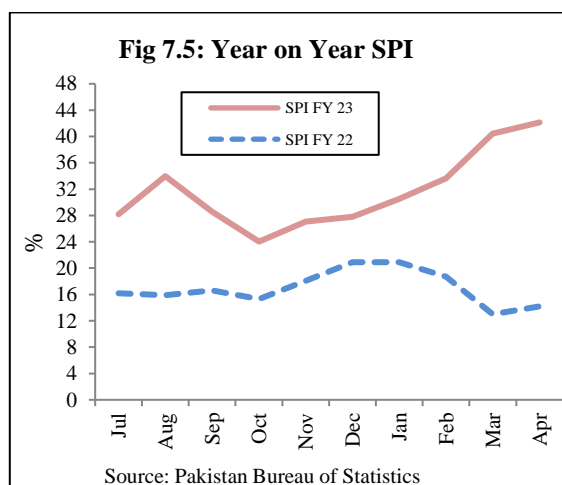 Fig 7.5: Year on Year SPI
48
44
40
36
32
28
24
20
16
12
8
4
0
%
SPI FY 23
SPI FY 22
Jul
Aug
Sep
Oct
Nov
Dec
Jan
Feb
Mar
Apr
Source: Pakistan Bureau of Statistics